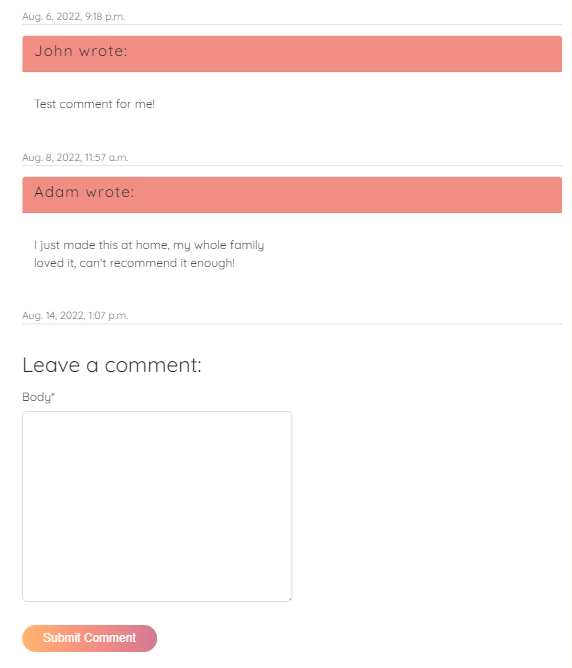 Aug. 6, 2022, 9:18 p.m.
John wrote:
Test comment for me!
Aug. 8, 2022, 11:57 a.m.
Adam wrote:
I just made this at home, my whole family
loved it, can't recommend it enough!
Aug. 14, 2022, 1:07 p.m.
Leave a comment:
Body*
Submit Comment